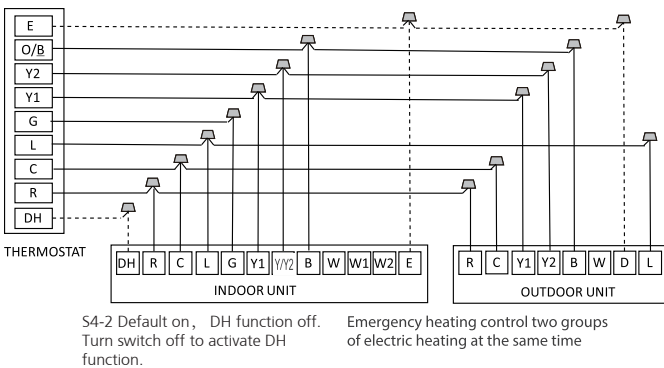 E
O/B
Y2
Y1
G
L
C
R
DH
THERMOSTAT
DH R C L G Y1 Y/Y2 B W W1 W2 E
INDOOR UNIT
R C Y1 Y2 B W D L
OUTDOOR UNIT
S4-2 Default on， DH function off.
Turn switch off to activate DH
function.
Emergency heating control two groups
of electric heating at the same time